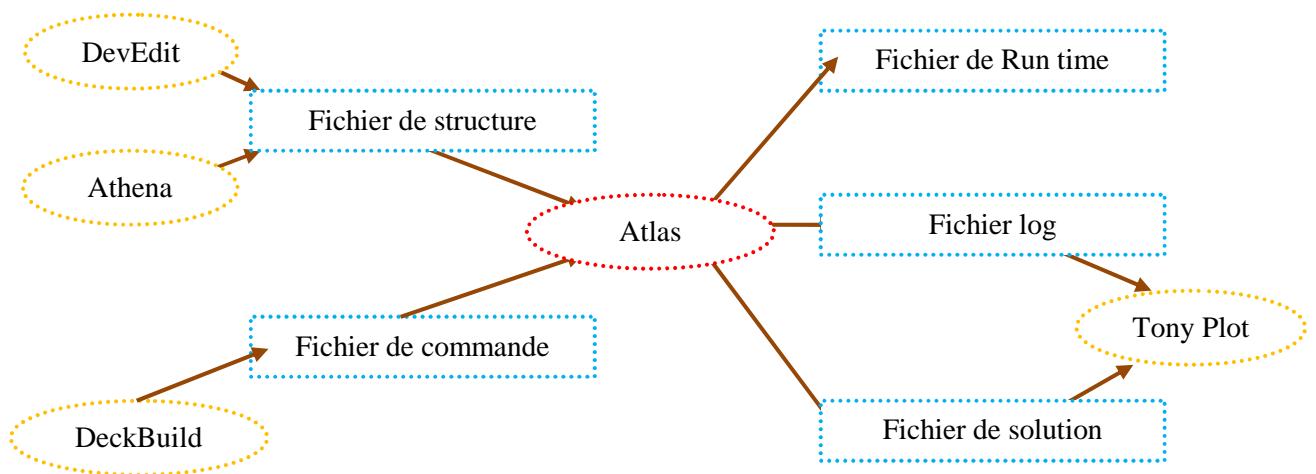 DevEdit
Fichier de Run time
Fichier de structure
Athena
Atlas
Fichier log
Tony Plot
Fichier de commande
DeckBuild
Fichier de solution